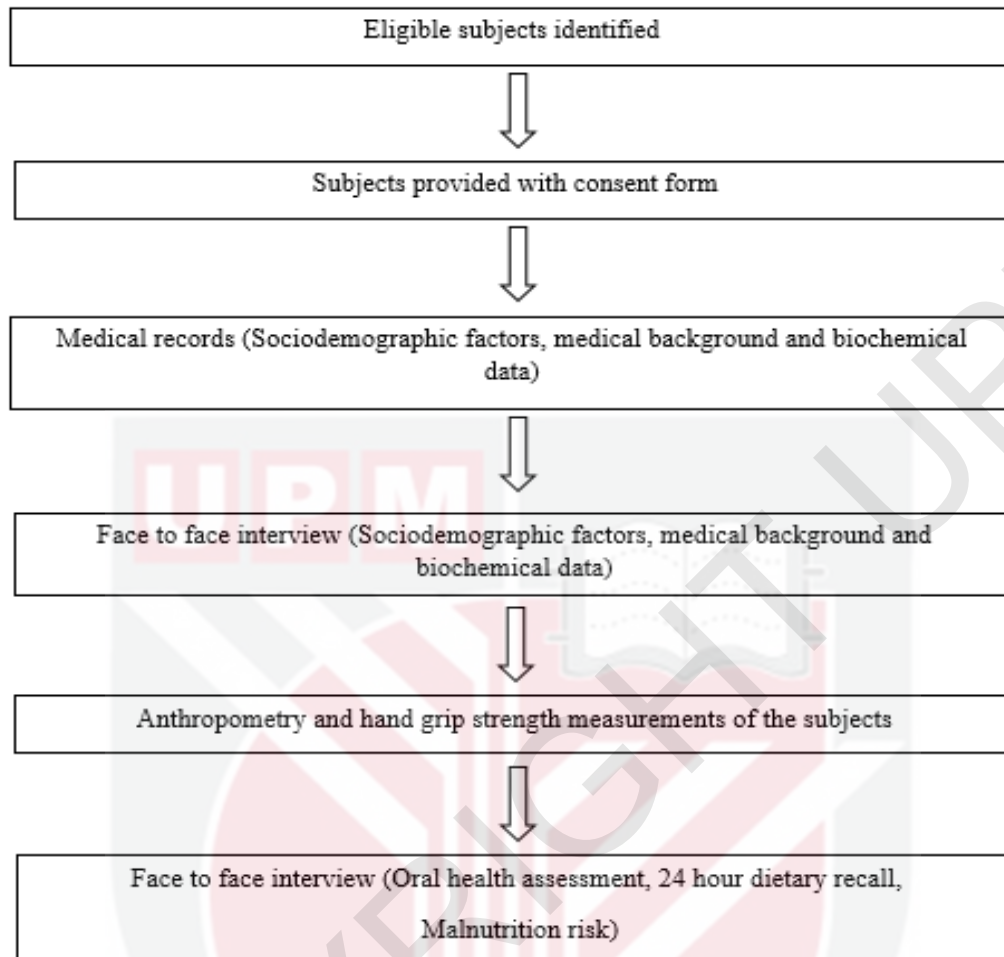 Eligible subjects identified
Subjects provided with consent form
Medical records (Sociodemographic factors, medical background and biochemical
data)
UPM
Face to face interview (Sociodemographic factors, medical background and
biochemical data)
Anthropometry and hand grip strength measurements of the subjects
Face to face interview (Oral health assessment, 24 hour dietary recall,
Malnutrition risk)